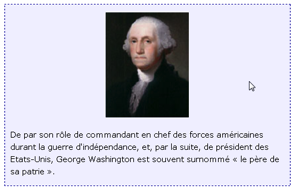 De par son rôle de commandant en chef des forces américaines
durant la guerre d'indépendance, et, par la suite, de président des
Etats-Unis, George Washington est souvent surnommé « le père de
sa patrie ».